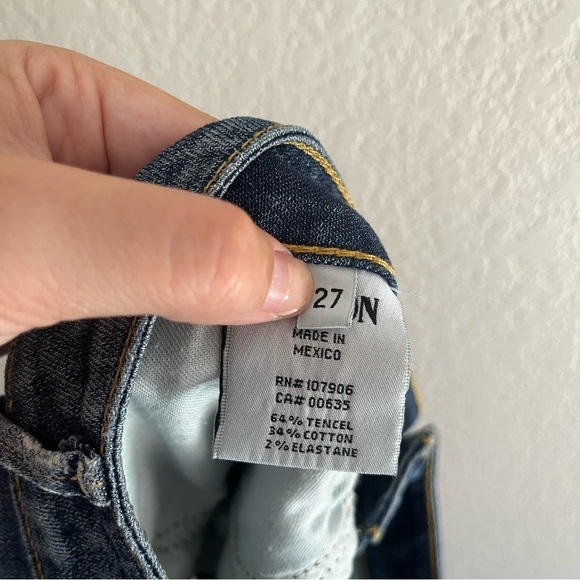 27
MADE IN
MEXICO
RN# 107906
CA# 00635
64% TENCEL
34% COTTON
2% ELASTANE